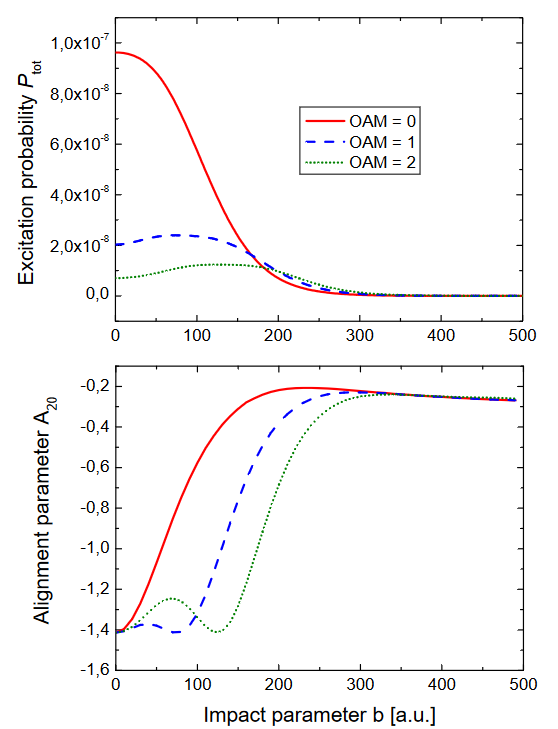 Excitation probability P_tot
1,0x10^-7
8,0x10^-8
6,0x10^-8
4,0x10^-8
2,0x10^-8
0,0
OAM = 0
OAM = 1
OAM = 2
0 100 200 300 400 500
Alignment parameter A_20
-0,2
-0,4
-0,6
-0,8
-1,0
-1,2
-1,4
-1,6
0 100 200 300 400 500
Impact parameter b [a.u.]